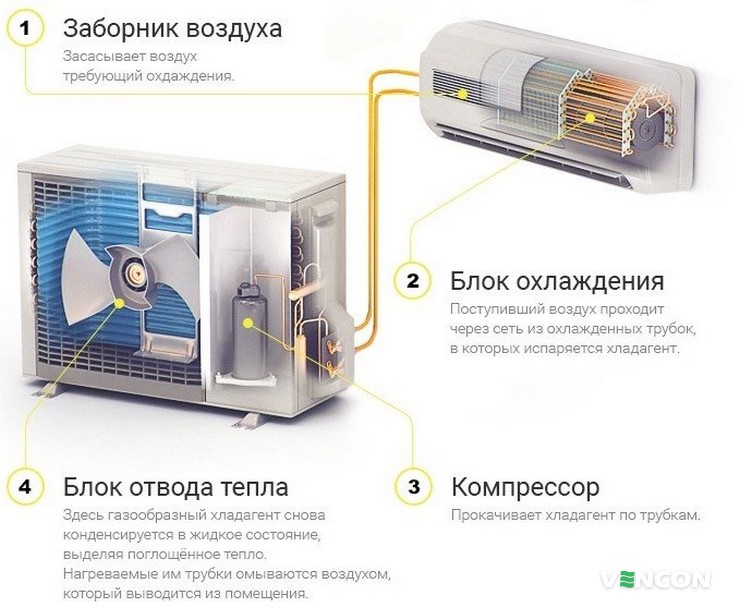 1 Заборник воздуха
Засасывает воздух
требующий охдаждения.
2 Блок охлаждения
Поступивший воздух проходит
через сеть из охлажденных трубок,
в которых испаряется хладагент.
4 Блок отвода тепла
Здесь газообразный хладагент снова
конденсируется в жидкое состояние,
выделяя поглощённое тепло.
Нагреваемые им трубки омываются воздухом,
который выводится из помещения.
3 Компрессор
Прокачивает хладагент по трубкам.
VENCON